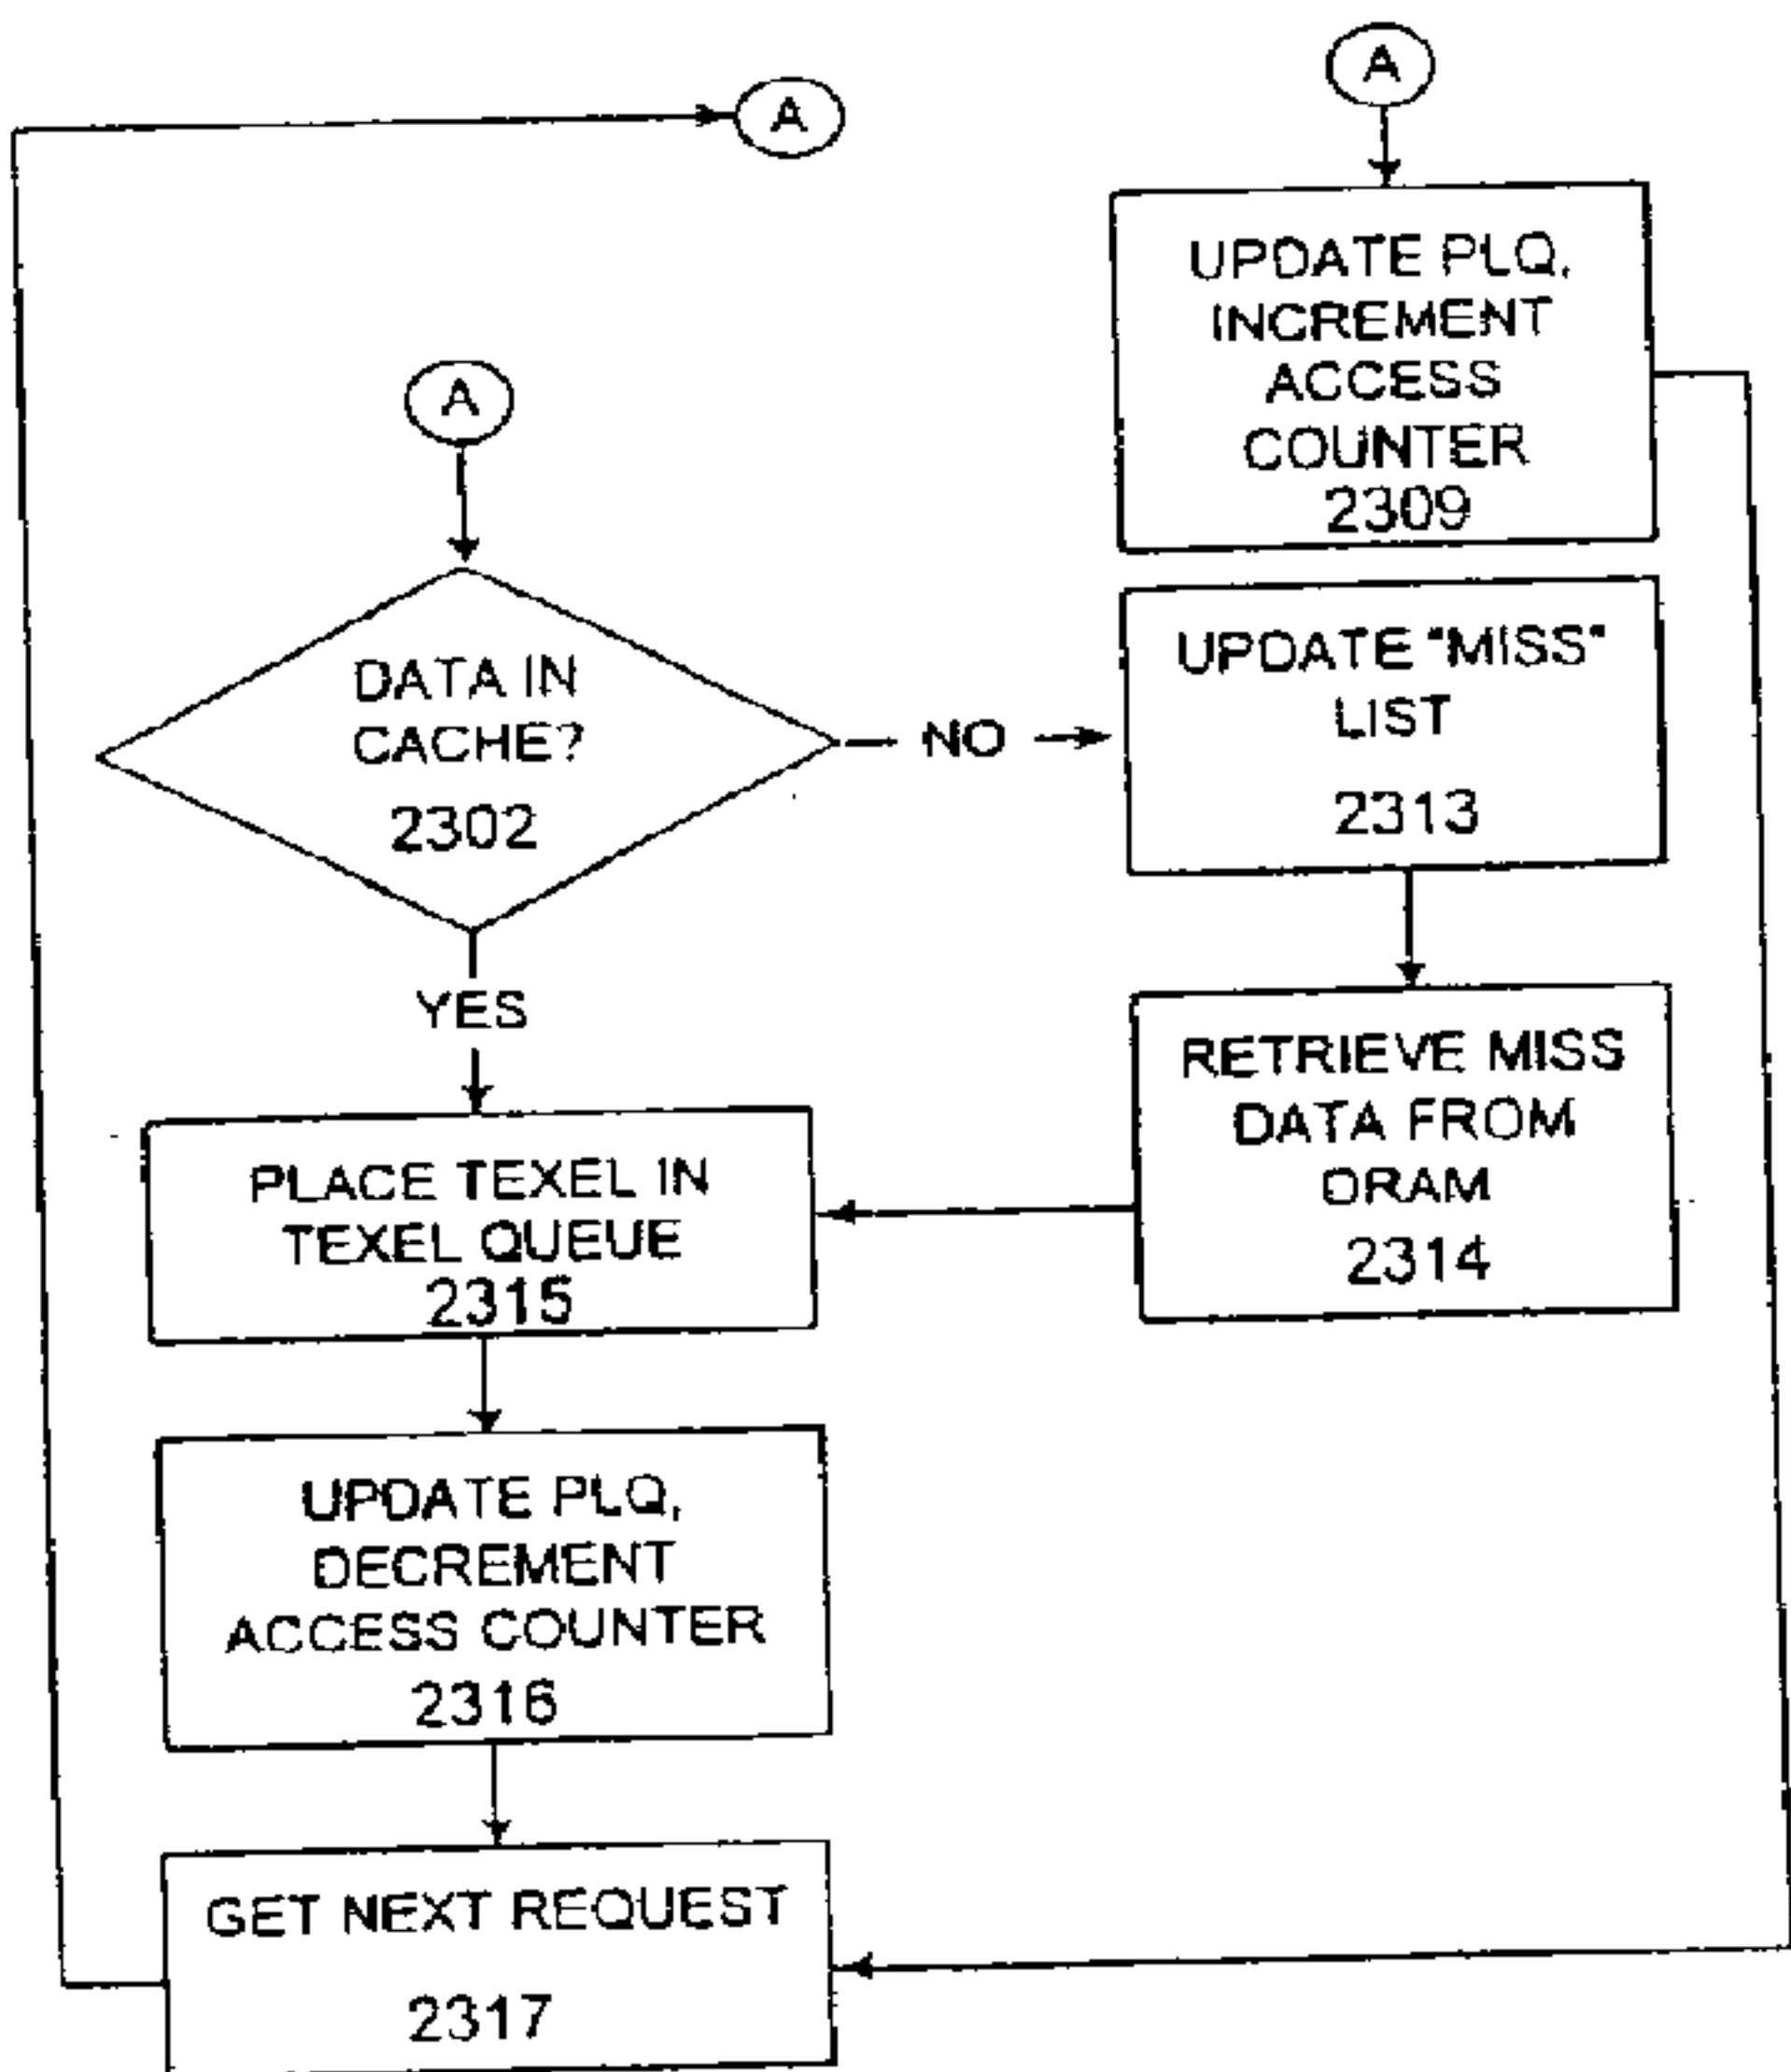 A
A
UPDATE PLQ,
INCREMENT
ACCESS
COUNTER
2309
A
DATA IN
CACHE?
2302
NO
UPDATE "MISS"
LIST
2313
YES
RETRIEVE MISS
DATA FROM
DRAM
2314
PLACE TEXEL IN
TEXEL QUEUE
2315
UPDATE PLQ,
DECREMENT
ACCESS COUNTER
2316
GET NEXT REQUEST
2317